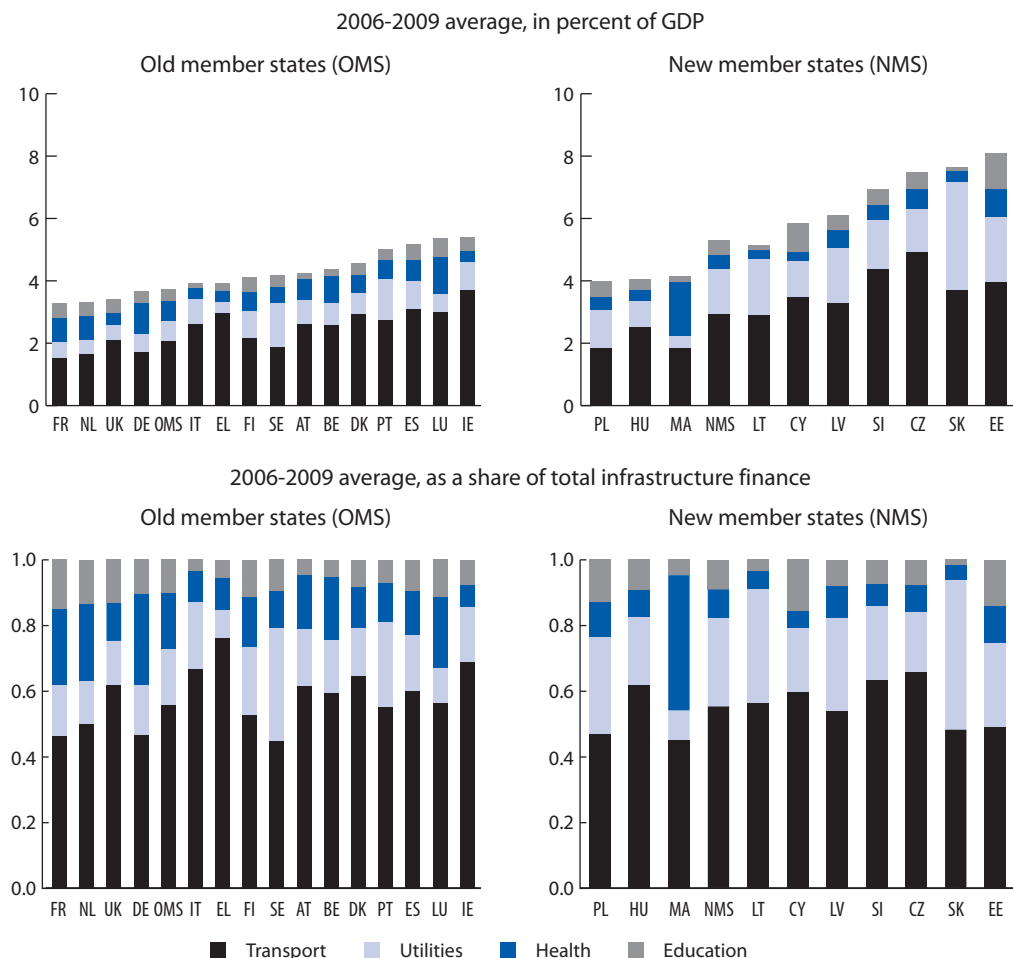 2006-2009 average, in percent of GDP
Old member states (OMS)
New member states (NMS)
10
8
6
4
2
0
FR NL UK DE OMS IT EL FI SE AT BE DK PT ES LU IE
10
8
6
4
2
0
PL HU MA NMS LT CY LV SI CZ SK EE
2006-2009 average, as a share of total infrastructure finance
Old member states (OMS)
New member states (NMS)
1.0
0.8
0.6
0.4
0.2
0.0
FR NL UK DE OMS IT EL FI SE AT BE DK PT ES LU IE
1.0
0.8
0.6
0.4
0.2
0.0
PL HU MA NMS LT CY LV SI CZ SK EE
Transport Utilities Health Education